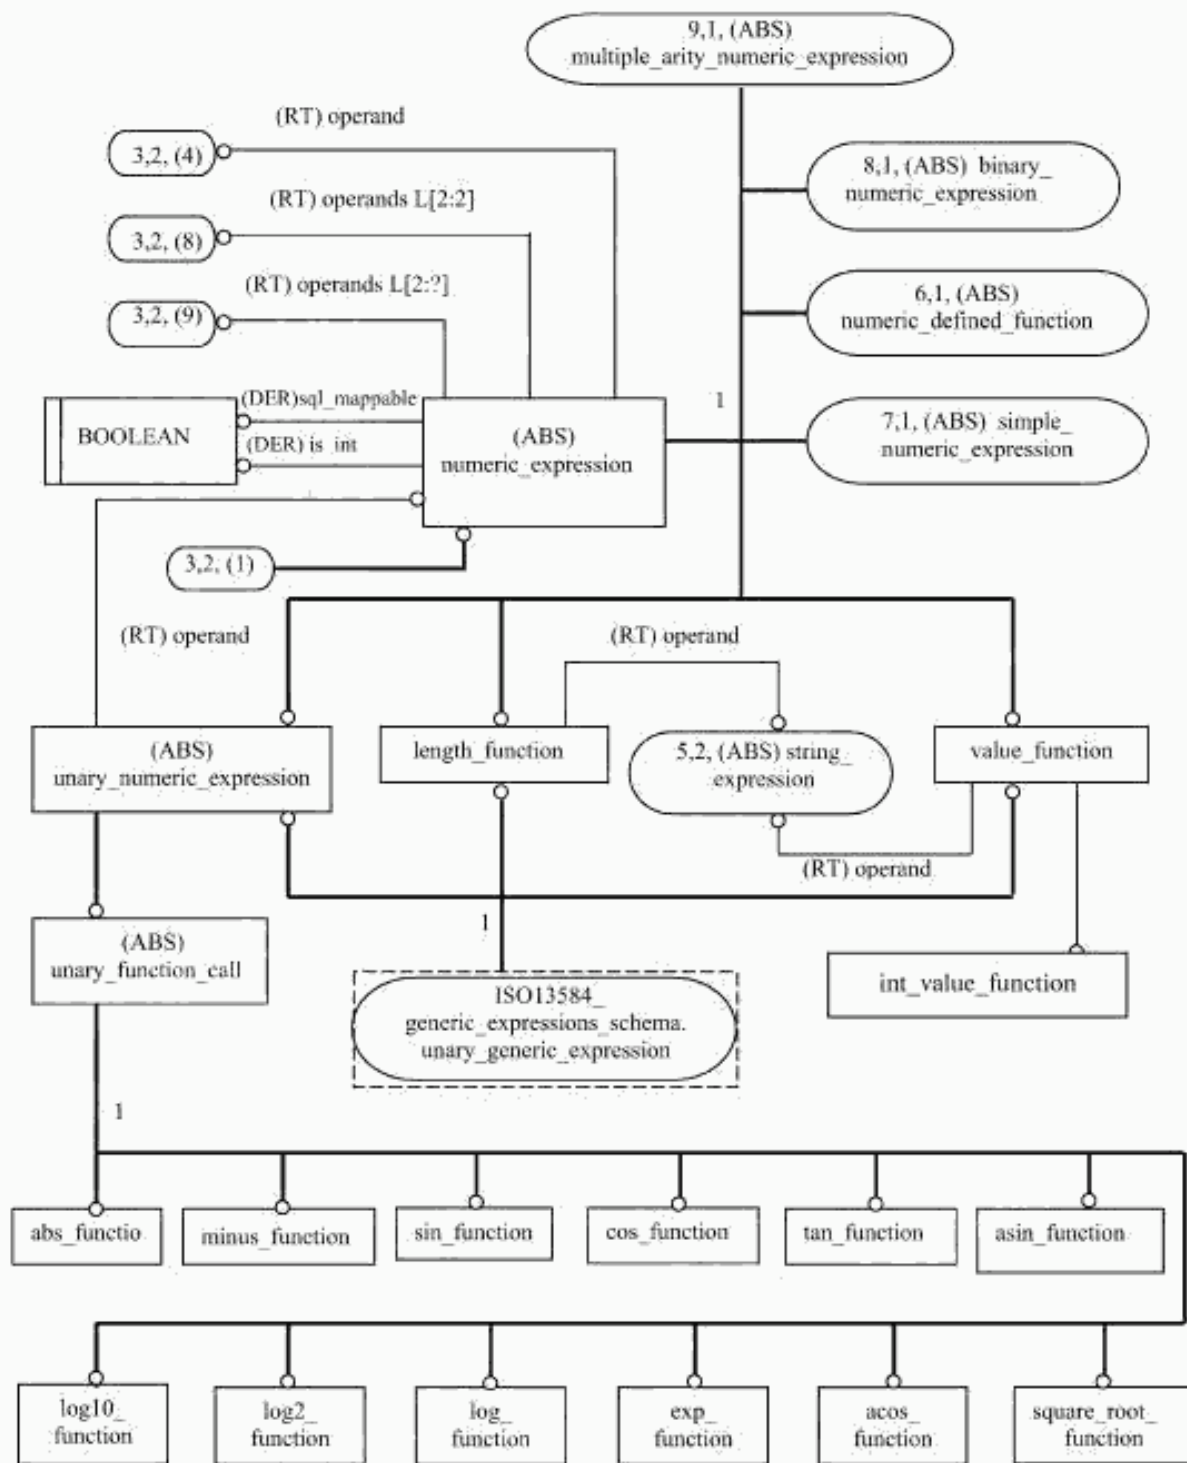 9,1, (ABS)
multiple_arity_numeric_expression
(RT) operand
3,2, (4)
8,1, (ABS) binary_
numeric_expression
(RT) operands L[2:2]
3,2, (8)
(RT) operands L[2:?]
3,2, (9)
6,1, (ABS)
numeric_defined_function
(DER)sql_mappable
BOOLEAN
(DER) is_int
(ABS)
numeric_expression
1
7,1, (ABS) simple_
numeric_expression
3,2, (1)
(RT) operand
(RT) operand
(ABS)
unary_numeric_expression
length_function
5,2, (ABS) string_
expression
value_function
(RT) operand
1
(ABS)
unary_function_call
ISO13584_
generic_expressions_schema.
unary_generic_expression
int_value_function
1
abs_functio
minus_function
sin_function
cos_function
tan_function
asin_function
log10_
function
log2_
function
log_
function
exp_
function
acos_
function
square_root_
function